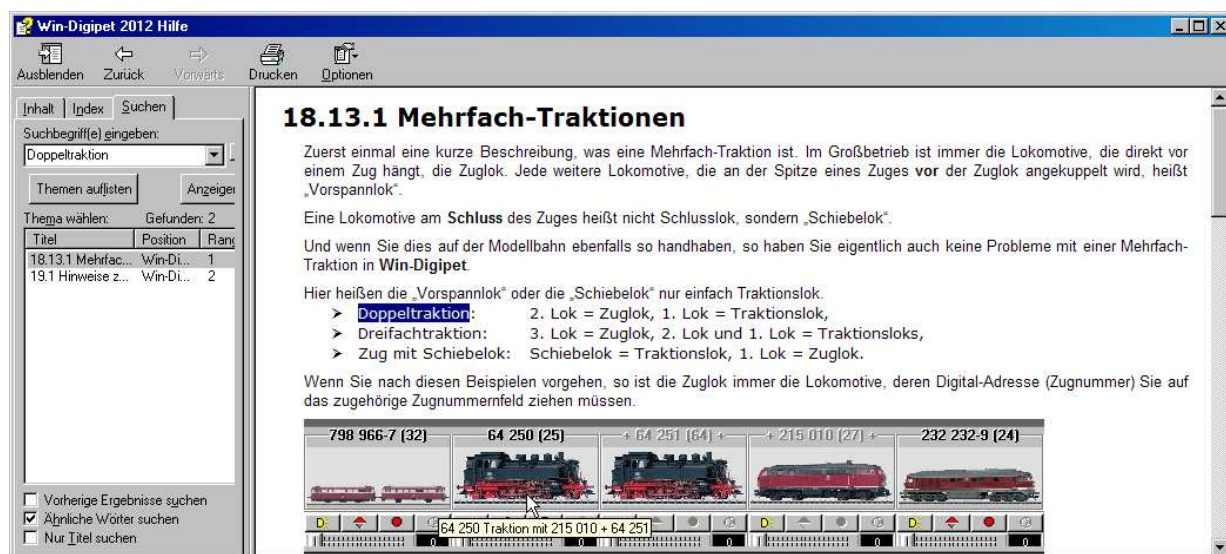 Win-Digipet 2012 Hilfe
Ausblenden Zurück Vorwärts Drucken Optionen
Inhalt Index Suchen
Suchbegriff(e) eingeben:
Doppeltraktion
Themen auflisten
Thema wählen: Gefunden: 2
Titel Position Rang
18.13.1 Mehrfac... Win-Di... 1
19.1 Hinweise z... Win-Di... 2
Vorherige Ergebnisse suchen
Ähnliche Wörter suchen
Nur Titel suchen
18.13.1 Mehrfach-Traktionen
Zuerst einmal eine kurze Beschreibung, was eine Mehrfach-Traktion ist. Im Großbetrieb ist immer die Lokomotive, die direkt vor
einem Zug hängt, die Zuglok. Jede weitere Lokomotive, die an der Spitze eines Zuges vor der Zuglok angekuppelt wird, heißt
„Vorspannlok“.
Eine Lokomotive am Schluss des Zuges heißt nicht Schlusslok, sondern „Schiebelok“.
Und wenn Sie dies auf der Modellbahn ebenfalls so handhaben, so haben Sie eigentlich auch keine Probleme mit einer Mehrfach-
Traktion in Win-Digipet.
Hier heißen die „Vorspannlok“ oder die „Schiebelok“ nur einfach Traktionslok.
➤ Doppeltraktion: 2. Lok = Zuglok, 1. Lok = Traktionslok,
➤ Dreifachtraktion: 3. Lok = Zuglok, 2. Lok und 1. Lok = Traktionsloks,
➤ Zug mit Schiebelok: Schiebelok = Traktionslok, 1. Lok = Zuglok.
Wenn Sie nach diesen Beispielen vorgehen, so ist die Zuglok immer die Lokomotive, deren Digital-Adresse (Zugnummer) Sie auf
das zugehörige Zugnummernfeld ziehen müssen.
798 966-7 (32) 64 250 (25) + 64 251 (64) + + 215 010 (27) + 232 232-9 (24)
64 250 Traktion mit 215 010 + 64 251
0 0 0 0